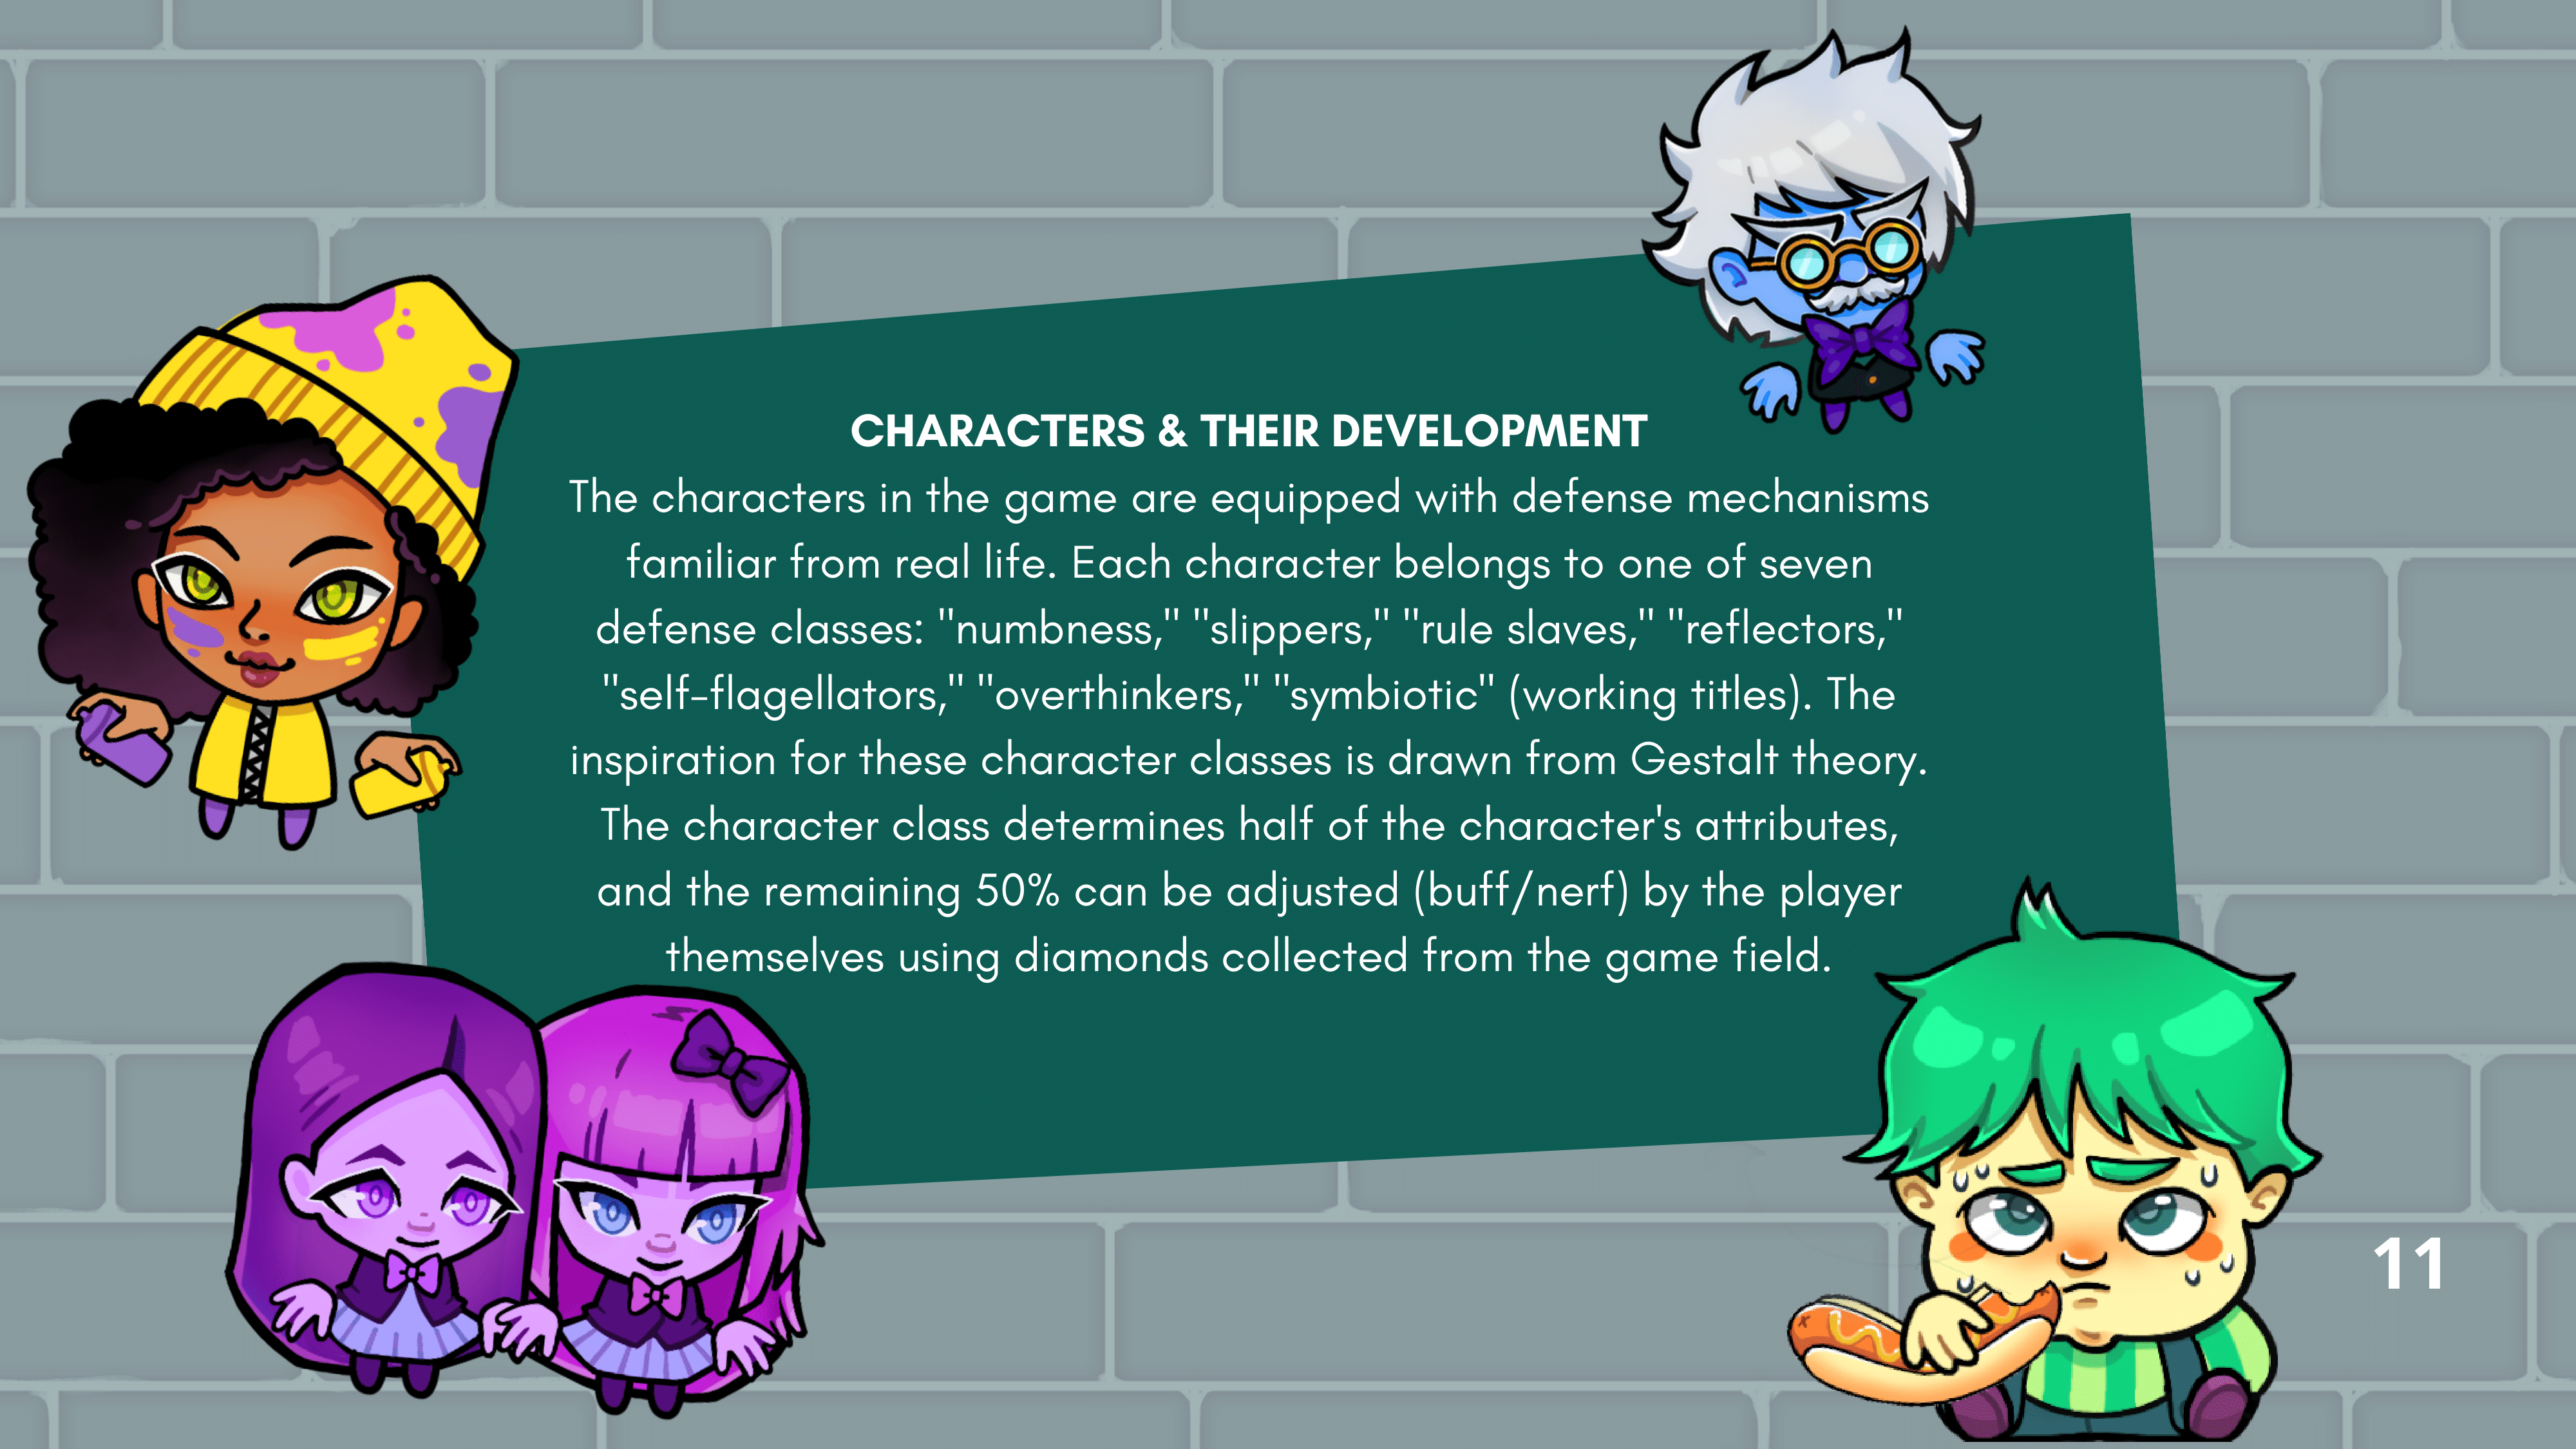 CHARACTERS & THEIR DEVELOPMENT
The characters in the game are equipped with defense mechanisms
familiar from real life. Each character belongs to one of seven
defense classes: "numbness," "slippers," "rule slaves," "reflectors,"
"self-flagellators," "overthinkers," "symbiotic" (working titles). The
inspiration for these character classes is drawn from Gestalt theory.
The character class determines half of the character's attributes,
and the remaining 50% can be adjusted (buff/nerf) by the player
themselves using diamonds collected from the game field.
11